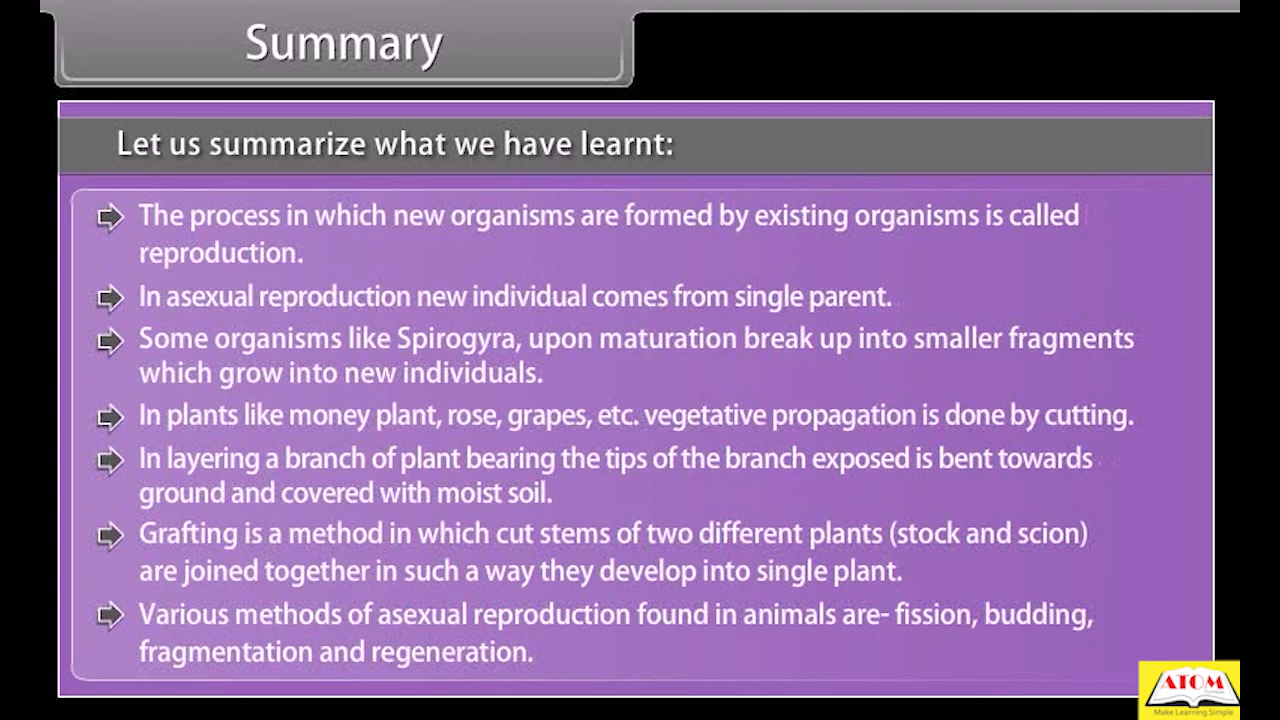 Summary
Let us summarize what we have learnt:
The process in which new organisms are formed by existing organisms is called
reproduction.
In asexual reproduction new individual comes from single parent.
Some organisms like Spirogyra, upon maturation break up into smaller fragments
which grow into new individuals.
In plants like money plant, rose, grapes, etc. vegetative propagation is done by cutting.
In layering a branch of plant bearing the tips of the branch exposed is bent towards
ground and covered with moist soil.
Grafting is a method in which cut stems of two different plants (stock and scion)
are joined together in such a way they develop into single plant.
Various methods of asexual reproduction found in animals are- fission, budding,
fragmentation and regeneration.
ATOM
Make Learning Simple